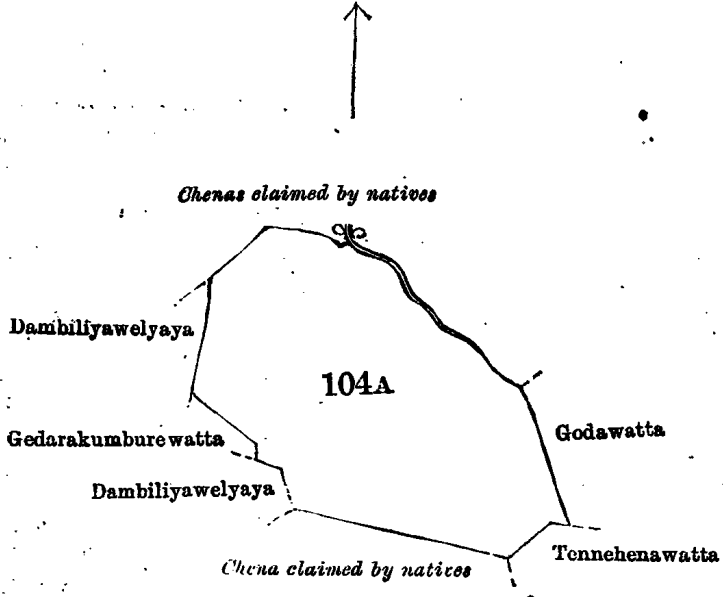 Chenas claimed by natives
Dambiliyawelyaya
104A
Gedarakumburewatta
Godawatta
Dambiliyawelyaya
Tennehenawatta
Chena claimed by natives